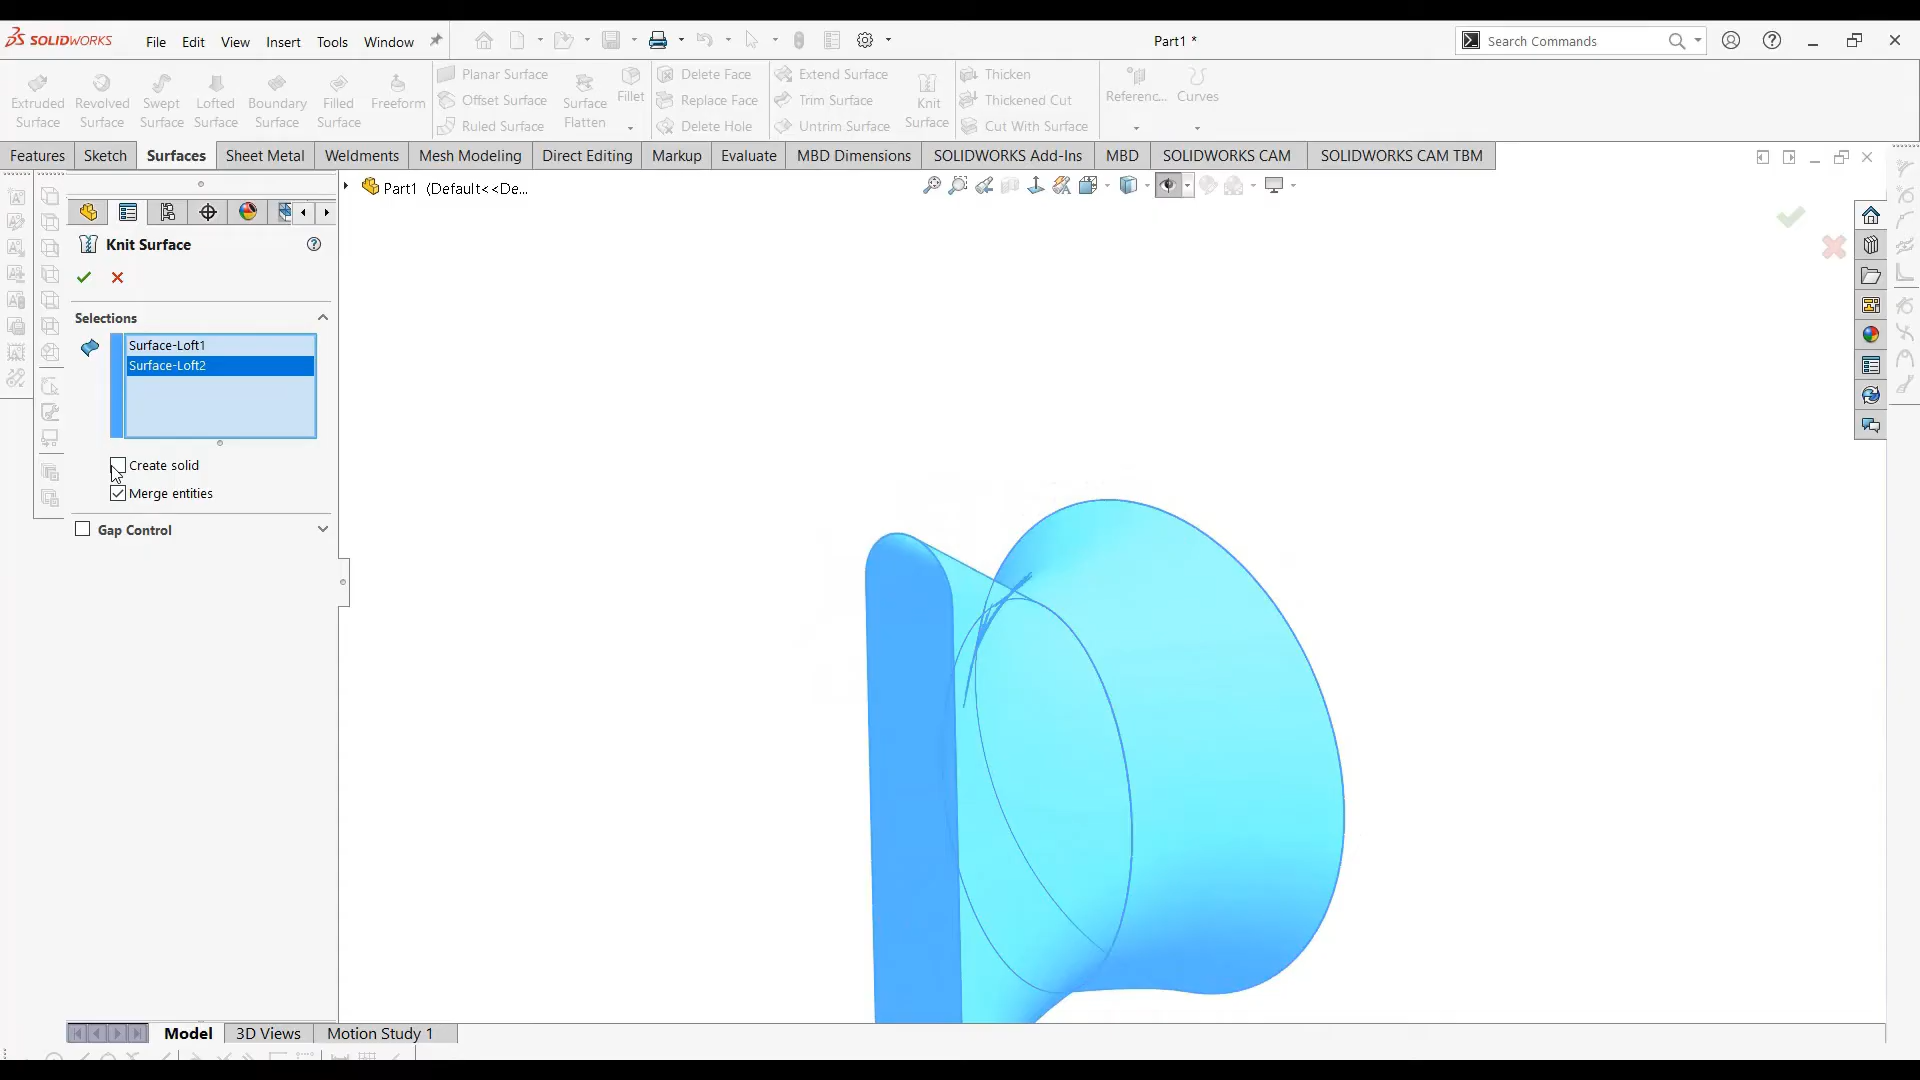 SOLIDWORKS
File Edit View Insert Tools Window
Part1 *
Search Commands
Extruded Surface
Revolved Surface
Swept Surface
Lofted Surface
Boundary Surface
Filled Surface
Freeform
Planar Surface
Offset Surface
Ruled Surface
Surface Flatten
Fillet
Delete Face
Replace Face
Delete Hole
Extend Surface
Trim Surface
Untrim Surface
Knit Surface
Thicken
Thickened Cut
Cut With Surface
Referenc...
Curves
Features Sketch Surfaces Sheet Metal Weldments Mesh Modeling Direct Editing Markup Evaluate MBD Dimensions SOLIDWORKS Add-Ins MBD SOLIDWORKS CAM SOLIDWORKS CAM TBM
Part1 (Default<<De...
Knit Surface
Selections
Surface-Loft1
Surface-Loft2
Create solid
Merge entities
Gap Control
Model 3D Views Motion Study 1